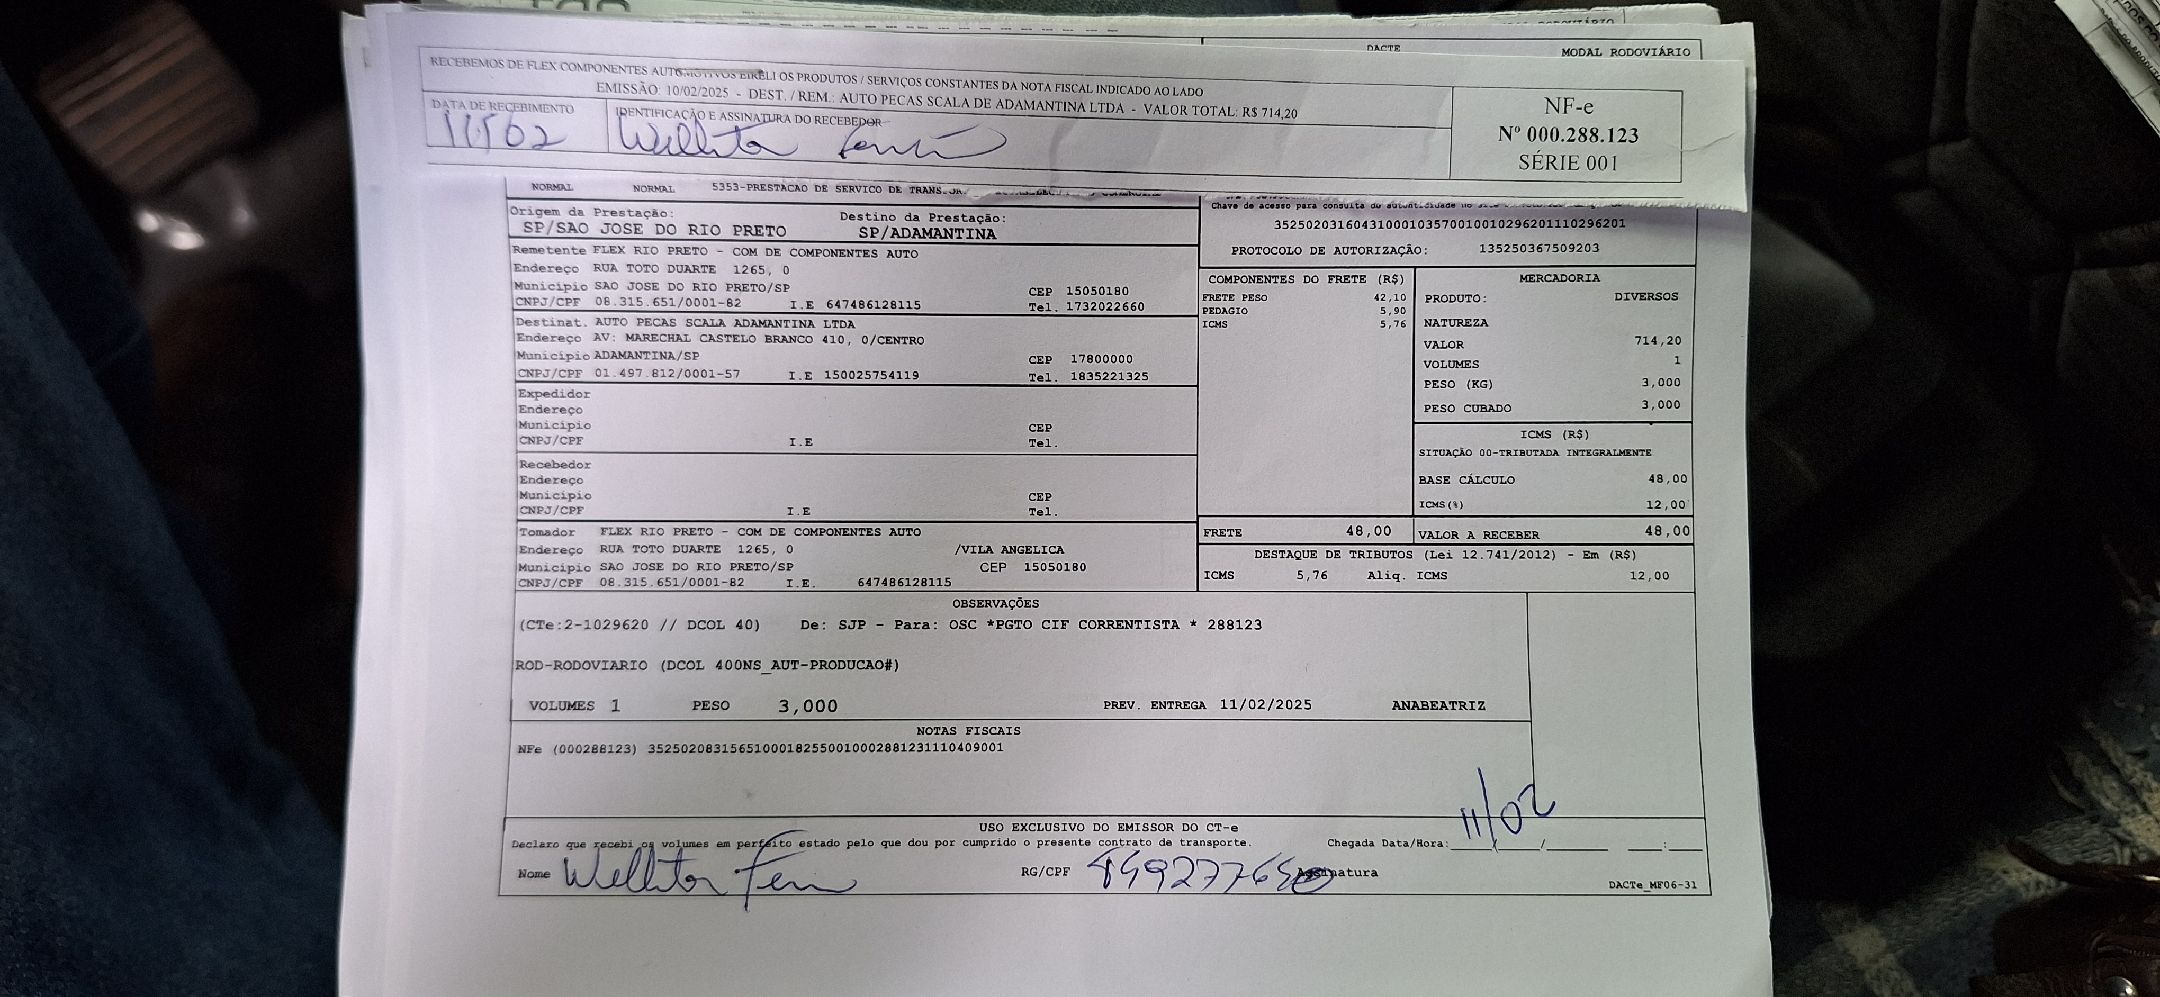 DACTE
MODAL RODOVIÁRIO
RECEBEMOS DE FLEX COMPONENTES AUTOMOTIVOS EIRELI OS PRODUTOS / SERVIÇOS CONSTANTES DA NOTA FISCAL INDICADO AO LADO
EMISSÃO: 10/02/2025 - DEST. / REM.: AUTO PECAS SCALA DE ADAMANTINA LTDA - VALOR TOTAL: R$ 714,20
DATA DE RECEBIMENTO
11/02
IDENTIFICAÇÃO E ASSINATURA DO RECEBEDOR
NF-e
Nº 000.288.123
SÉRIE 001
NORMAL NORMAL 5353-PRESTACAO DE SERVICO DE
Origem da Prestação: Destino da Prestação:
SP/SAO JOSE DO RIO PRETO SP/ADAMANTINA
Chave de acesso para consulta de autenticidade no
35250203160431000103570010010296201110296201
PROTOCOLO DE AUTORIZAÇÃO: 135250367509203
Remetente FLEX RIO PRETO - COM DE COMPONENTES AUTO
Endereço RUA TOTO DUARTE 1265, 0
Município SAO JOSE DO RIO PRETO/SP CEP 15050180
CNPJ/CPF 08.315.651/0001-82 I.E 647486128115 Tel. 1732022660
Destinat. AUTO PECAS SCALA ADAMANTINA LTDA
Endereço AV: MARECHAL CASTELO BRANCO 410, 0/CENTRO
Município ADAMANTINA/SP CEP 17800000
CNPJ/CPF 01.497.812/0001-57 I.E 150025754119 Tel. 1835221325
Expedidor
Endereço
Município CEP
CNPJ/CPF I.E Tel.
Recebedor
Endereço
Município CEP
CNPJ/CPF I.E Tel.
Tomador FLEX RIO PRETO - COM DE COMPONENTES AUTO
Endereço RUA TOTO DUARTE 1265, 0 /VILA ANGELICA
Município SAO JOSE DO RIO PRETO/SP CEP 15050180
CNPJ/CPF 08.315.651/0001-82 I.E. 647486128115
COMPONENTES DO FRETE (R$)
FRETE PESO 42,10
PEDAGIO 5,90
ICMS 5,76
MERCADORIA
PRODUTO: DIVERSOS
NATUREZA
VALOR 714,20
VOLUMES 1
PESO (KG) 3,000
PESO CUBADO 3,000
ICMS (R$)
SITUAÇÃO 00-TRIBUTADA INTEGRALMENTE
BASE CÁLCULO 48,00
ICMS(%) 12,00
FRETE 48,00 VALOR A RECEBER 48,00
DESTAQUE DE TRIBUTOS (Lei 12.741/2012) - Em (R$)
ICMS 5,76 Aliq. ICMS 12,00
OBSERVAÇÕES
(CTe:2-1029620 // DCOL 40) De: SJP - Para: OSC *PGTO CIF CORRENTISTA * 288123
ROD-RODOVIARIO (DCOL 400NS_AUT-PRODUCAO#)
VOLUMES 1 PESO 3,000 PREV. ENTREGA 11/02/2025 ANABEATRIZ
NOTAS FISCAIS
NFe (000288123) 35250208315651000182550010002881231110409001
USO EXCLUSIVO DO EMISSOR DO CT-e
Declaro que recebi os volumes em perfeito estado pelo que dou por cumprido o presente contrato de transporte. Chegada Data/Hora: 11/02
Nome RG/CPF Assinatura
DACTe_MF06-31